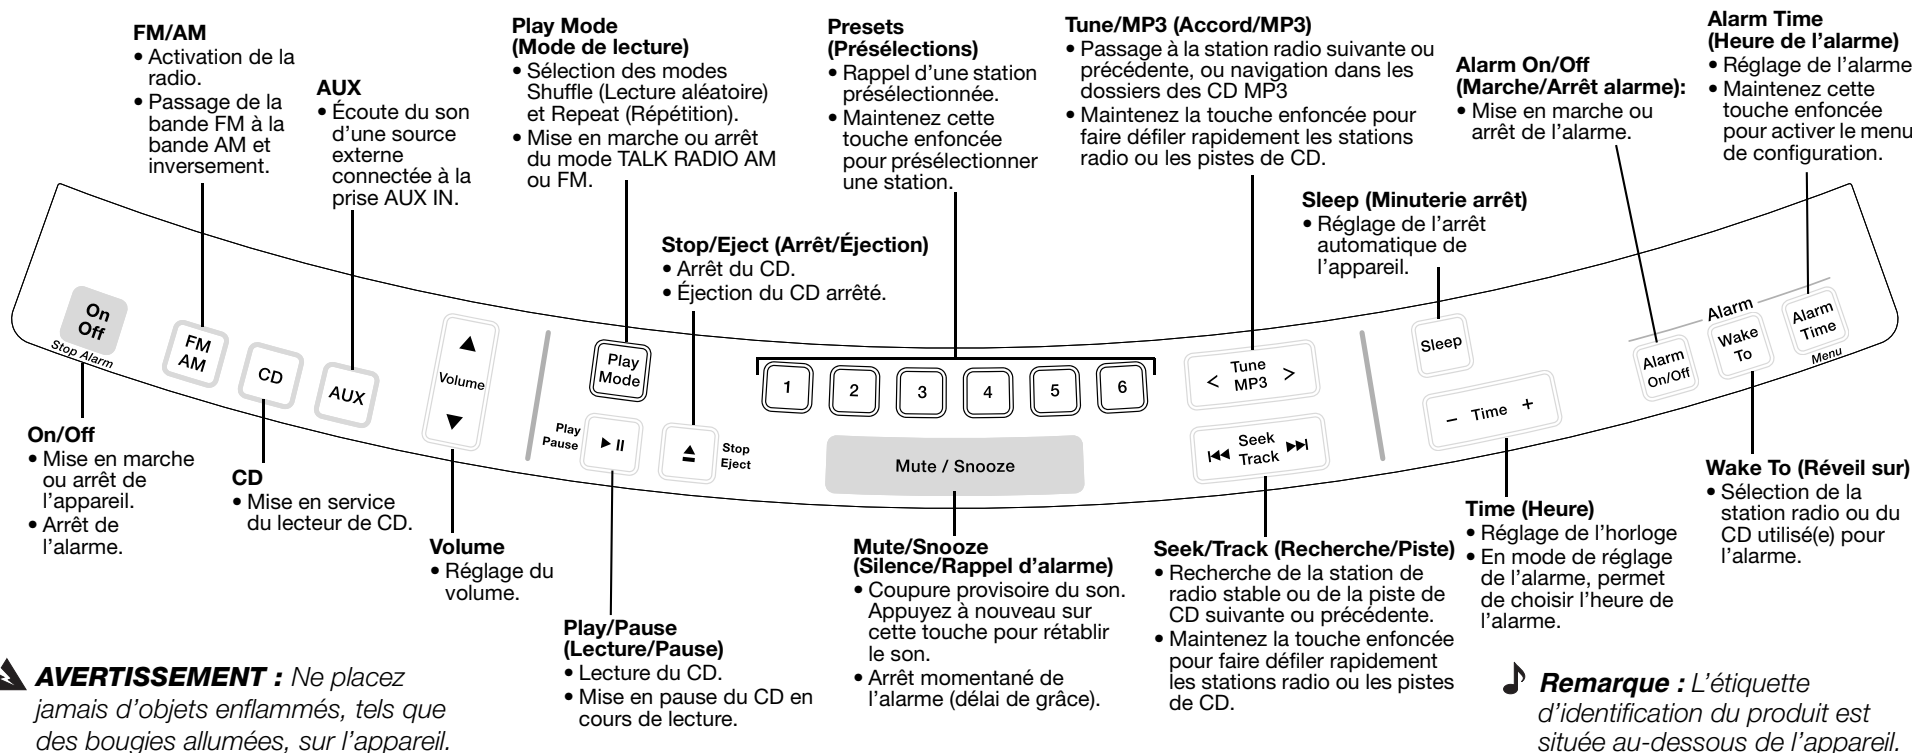 FM/AM
• Activation de la
radio.
• Passage de la
bande FM à la
bande AM et
inversement.
AUX
• Écoute du son
d'une source
externe
connectée à la
prise AUX IN.
Play Mode
(Mode de lecture)
• Sélection des modes
Shuffle (Lecture aléatoire)
et Repeat (Répétition).
• Mise en marche ou arrêt
du mode TALK RADIO AM
ou FM.
Stop/Eject (Arrêt/Éjection)
• Arrêt du CD.
• Éjection du CD arrêté.
Presets
(Présélections)
• Rappel d'une station
présélectionnée.
• Maintenez cette
touche enfoncée
pour présélectionner
une station.
Tune/MP3 (Accord/MP3)
• Passage à la station radio suivante ou
précédente, ou navigation dans les
dossiers des CD MP3
• Maintenez la touche enfoncée pour
faire défiler rapidement les stations
radio ou les pistes de CD.
Sleep (Minuterie arrêt)
• Réglage de l'arrêt
automatique de
l'appareil.
Alarm On/Off
(Marche/Arrêt alarme):
• Mise en marche ou
arrêt de l'alarme.
Alarm Time
(Heure de l'alarme)
• Réglage de l'alarme
• Maintenez cette
touche enfoncée
pour activer le menu
de configuration.
On
Off
Stop Alarm
FM
AM
CD
AUX
▲
Volume
▼
Play
Mode
Play
Pause
Stop
Eject
1
2
3
4
5
6
Mute / Snooze
< Tune >
MP3
Seek
Track
Sleep
– Time +
Alarm
Alarm
On/Off
Wake
To
Alarm
Time
Menu
On/Off
• Mise en marche
ou arrêt de
l'appareil.
• Arrêt de
l'alarme.
CD
• Mise en service
du lecteur de CD.
Volume
• Réglage du
volume.
Play/Pause
(Lecture/Pause)
• Lecture du CD.
• Mise en pause du CD en
cours de lecture.
Mute/Snooze
(Silence/Rappel d'alarme)
• Coupure provisoire du son.
Appuyez à nouveau sur
cette touche pour rétablir
le son.
• Arrêt momentané de
l'alarme (délai de grâce).
Seek/Track (Recherche/Piste)
• Recherche de la station de
radio stable ou de la piste de
CD suivante ou précédente.
• Maintenez la touche enfoncée
pour faire défiler rapidement
les stations radio ou les pistes
de CD.
Time (Heure)
• Réglage de l'horloge
• En mode de réglage
de l'alarme, permet
de choisir l'heure de
l'alarme.
Wake To (Réveil sur)
• Sélection de la
station radio ou du
CD utilisé(e) pour
l'alarme.
AVERTISSEMENT : Ne placez
jamais d'objets enflammés, tels que
des bougies allumées, sur l'appareil.
Remarque : L'étiquette
d'identification du produit est
située au-dessous de l'appareil.